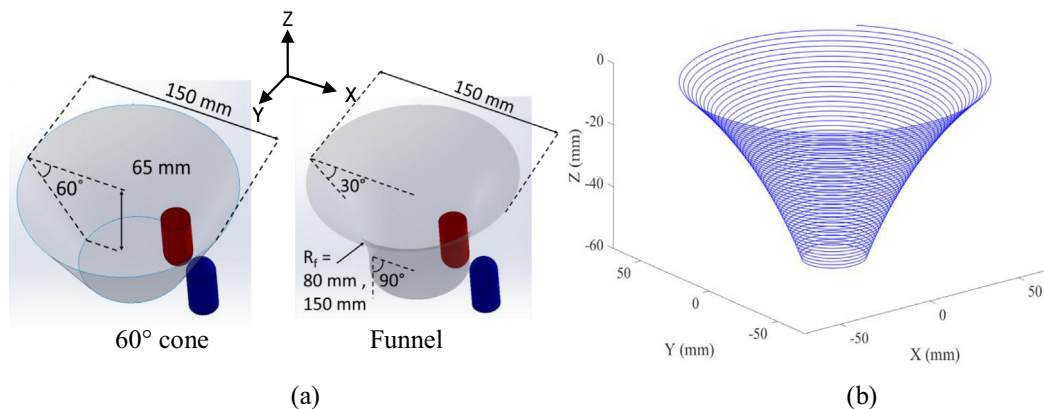 Z
X
Y
150 mm
60°
65 mm
60° cone
150 mm
30°
R_f =
80 mm ,
150 mm
90°
Funnel
(a)
0
-20
-40
-60
Z (mm)
50
0
-50
Y (mm)
-50
0
50
X (mm)
(b)